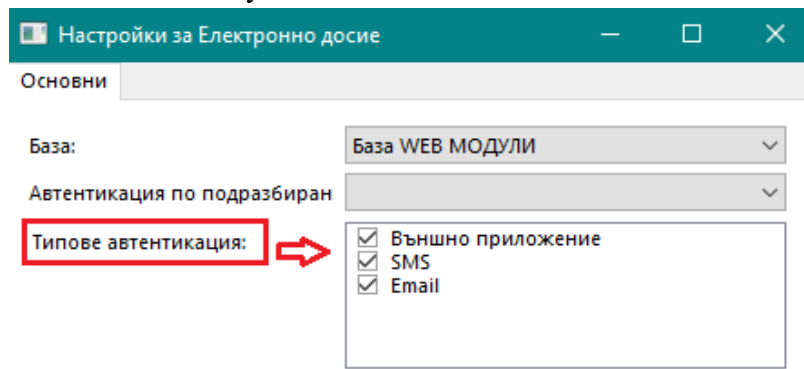 Настройки за Електронно досие
Основни
База:
База WEB МОДУЛИ
Автентикация по подразбиран
Типове автентикация:
Външно приложение
SMS
Email